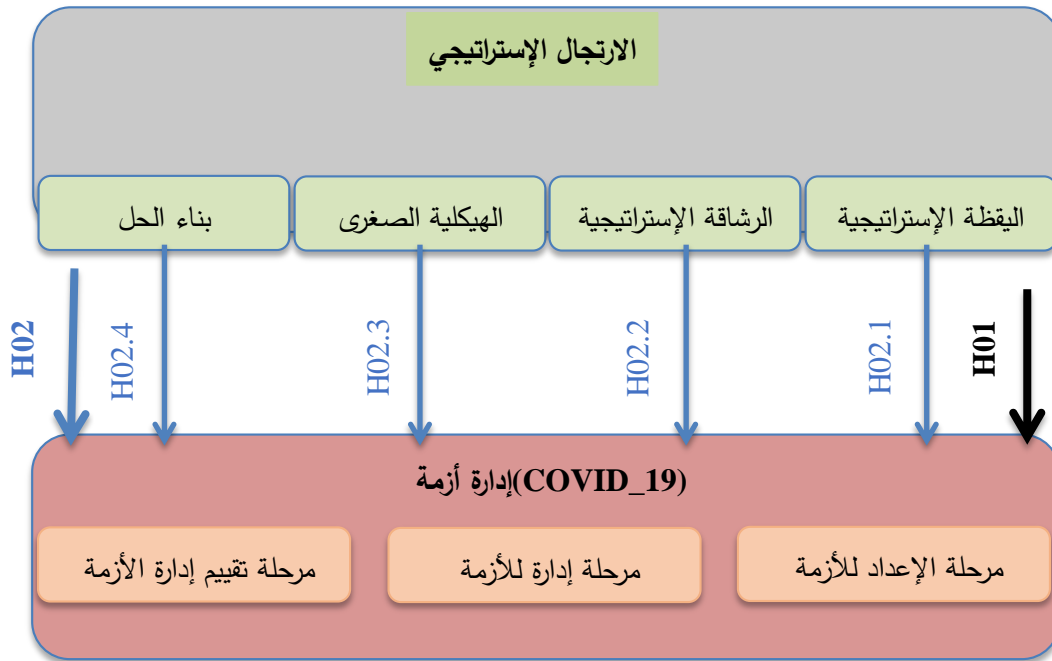 الارتجال الإستراتيجي
اليقظة الإستراتيجية
الرشاقة الإستراتيجية
الهيكلية الصغرى
بناء الحل
H01
H02.1
H02.2
H02.3
H02.4
H02
إدارة أزمة(COVID_19)
مرحلة الإعداد للأزمة
مرحلة إدارة للأزمة
مرحلة تقييم إدارة الأزمة